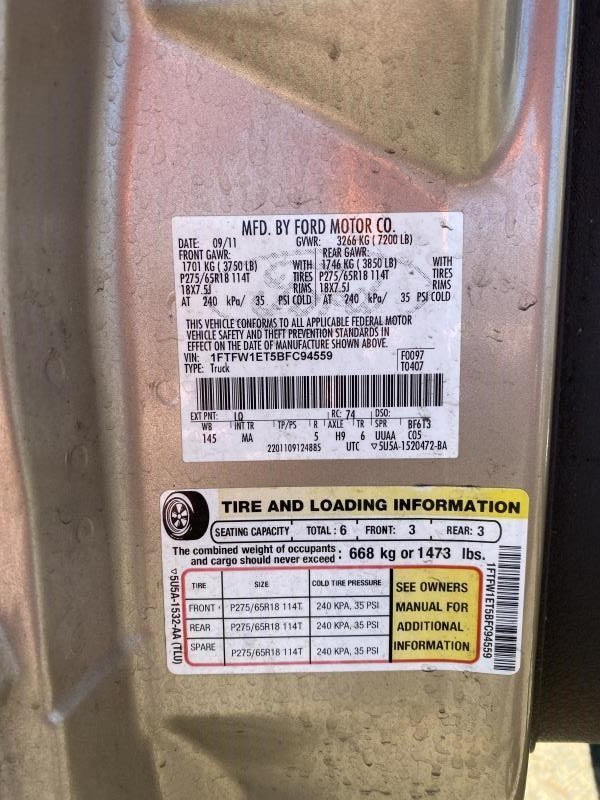 MFD. BY FORD MOTOR CO.
DATE: 09/11 GVWR: 3266 KG ( 7200 LB)
FRONT GAWR: REAR GAWR:
1701 KG ( 3750 LB) WITH 1746 KG ( 3850 LB) WITH
P275/65R18 114T TIRES P275/65R18 114T TIRES
18X7.5J RIMS 18X7.5J RIMS
AT 240 kPa/ 35 PSI COLD AT 240 kPa/ 35 PSI COLD
THIS VEHICLE CONFORMS TO ALL APPLICABLE FEDERAL MOTOR
VEHICLE SAFETY AND THEFT PREVENTION STANDARDS IN
EFFECT ON THE DATE OF MANUFACTURE SHOWN ABOVE.
VIN: 1FTFW1ET5BFC94559 F0097
TYPE: Truck T0407
EXT PNT: LQ RC: 74 DSO:
WB INT TR TP/PS R AXLE TR SPR BF6T3
145 MA 5 H9 6 UUAA C05
22011091248​8S UTC ▽5U5A-1520472-BA
TIRE AND LOADING INFORMATION
SEATING CAPACITY TOTAL: 6 FRONT: 3 REAR: 3
The combined weight of occupants and cargo should never exceed : 668 kg or 1473 lbs.
TIRE SIZE COLD TIRE PRESSURE
FRONT P275/65R18 114T 240 KPA, 35 PSI
REAR P275/65R18 114T 240 KPA, 35 PSI
SPARE P275/65R18 114T 240 KPA, 35 PSI
SEE OWNERS
MANUAL FOR
ADDITIONAL
INFORMATION
▽5U5A-1532-AA (TLU)
1FTFW1ET5BFC94559